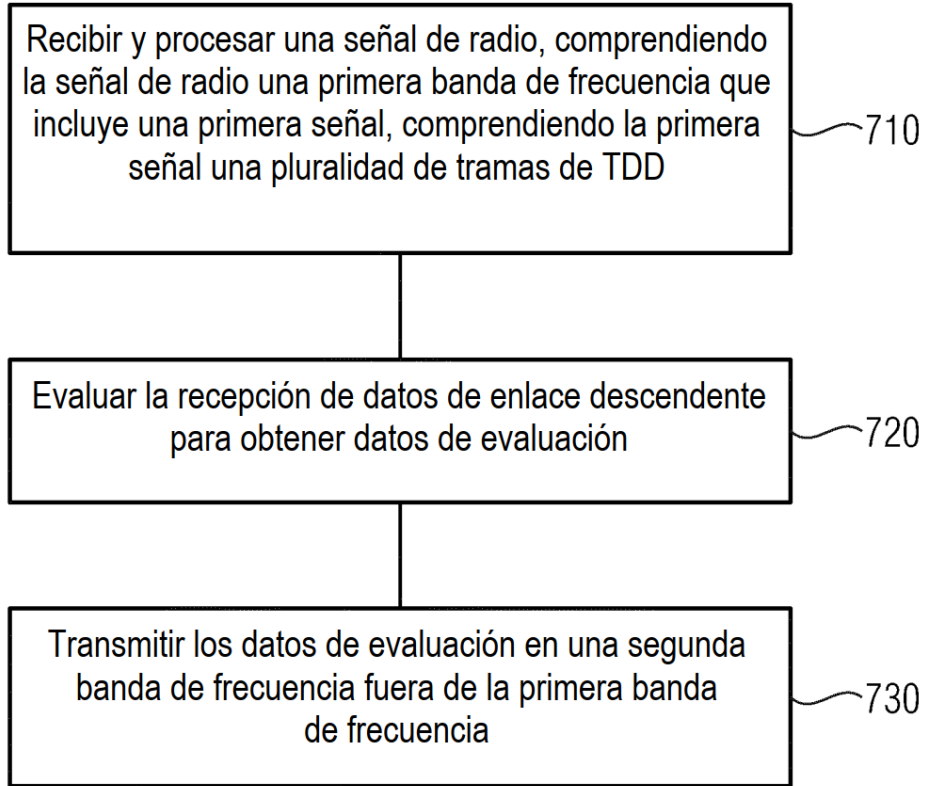 Recibir y procesar una señal de radio, comprendiendo
la señal de radio una primera banda de frecuencia que
incluye una primera señal, comprendiendo la primera
señal una pluralidad de tramas de TDD
710
Evaluar la recepción de datos de enlace descendente
para obtener datos de evaluación
720
Transmitir los datos de evaluación en una segunda
banda de frecuencia fuera de la primera banda
de frecuencia
730